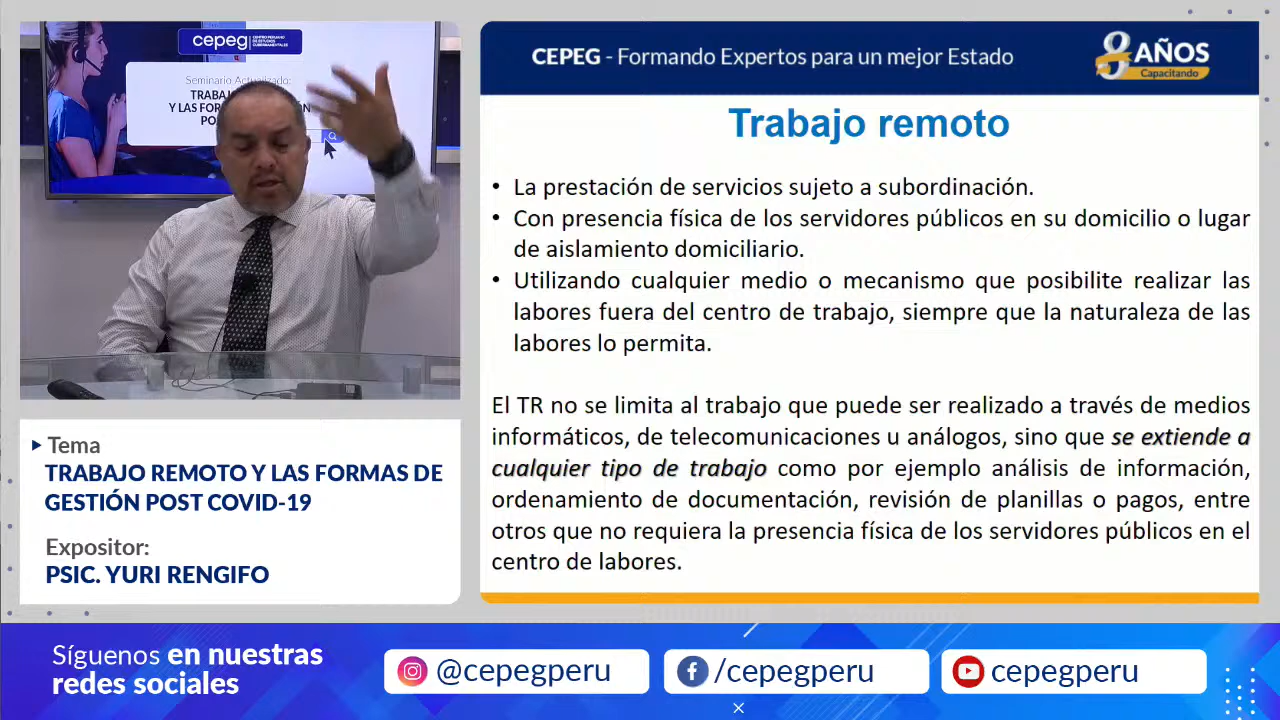 cepeg
CENTRO PERUANO
DE ESTUDIOS
GUBERNAMENTALES
Seminario Actualizado:
Y LAS FOR
CEPEG - Formando Expertos para un mejor Estado
8 AÑOS
Capacitando
Trabajo remoto
• La prestación de servicios sujeto a subordinación.
• Con presencia física de los servidores públicos en su domicilio o lugar
de aislamiento domiciliario.
• Utilizando cualquier medio o mecanismo que posibilite realizar las
labores fuera del centro de trabajo, siempre que la naturaleza de las
labores lo permita.
El TR no se limita al trabajo que puede ser realizado a través de medios
informáticos, de telecomunicaciones u análogos, sino que se extiende a
cualquier tipo de trabajo como por ejemplo análisis de información,
ordenamiento de documentación, revisión de planillas o pagos, entre
otros que no requiera la presencia física de los servidores públicos en el
centro de labores.
Tema
TRABAJO REMOTO Y LAS FORMAS DE
GESTIÓN POST COVID-19
Expositor:
PSIC. YURI RENGIFO
Síguenos en nuestras
redes sociales
@cepegperu
/cepegperu
cepegperu